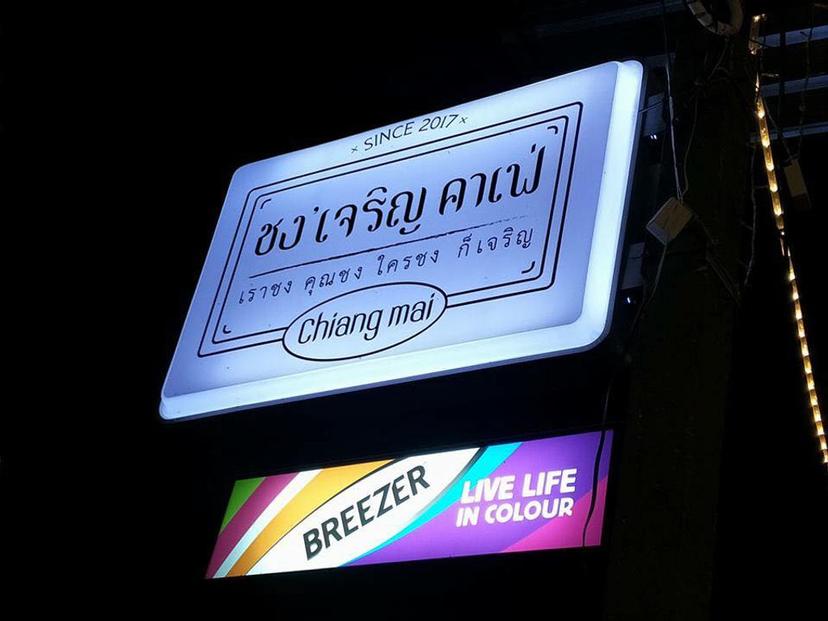 × SINCE 2017 ×
ชง'เจริญ คาเฟ่
เราชง คุณชง ใครชง ก็เจริญ
Chiang mai
BREEZER
LIVE LIFE
IN COLOUR